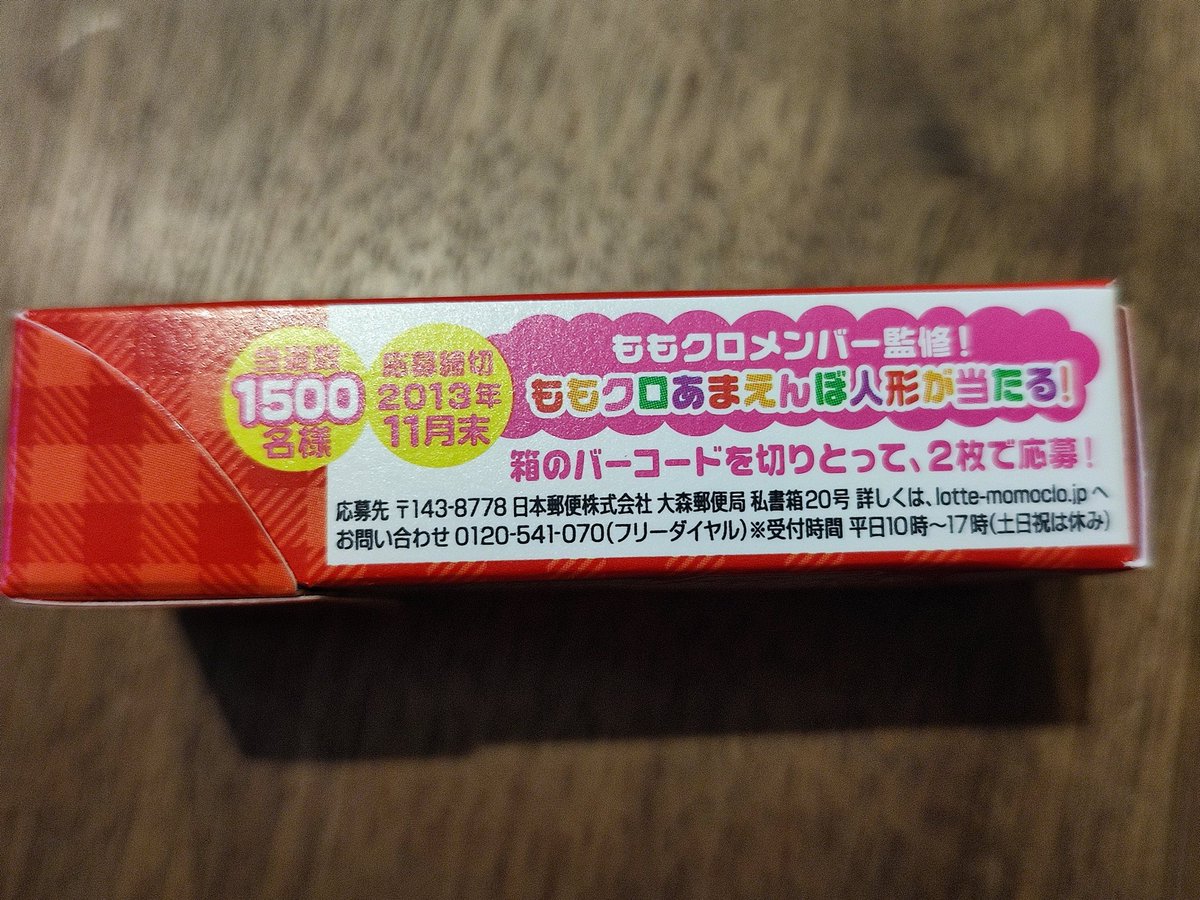 全週総
1500
名様
応募締切
2013年
11月末
ももクロメンバー監修！
ももクロあまえんぼ人形が当たる！
箱のバーコードを切りとって、2枚で応募！
応募先 〒143-8778 日本郵便株式会社 大森郵便局 私書箱20号 詳しくは、lotte-momoclo.jp へ
お問い合わせ 0120-541-070(フリーダイヤル)※受付時間 平日10時～17時(土日祝は休み)